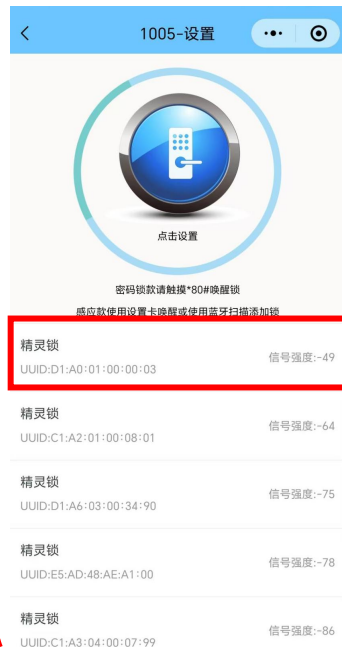 1005-设置
点击设置
密码锁款请触摸*80#唤醒锁
感应款使用设置卡唤醒或使用蓝牙扫描添加锁
精灵锁
信号强度:-49
UUID:D1:A0:01:00:00:03
精灵锁
信号强度:-64
UUID:C1:A2:01:00:08:01
精灵锁
信号强度:-75
UUID:D1:A6:03:00:34:90
精灵锁
信号强度:-78
UUID:E5:AD:48:AE:A1:00
精灵锁
信号强度:-86
UUID:C1:A3:04:00:07:99